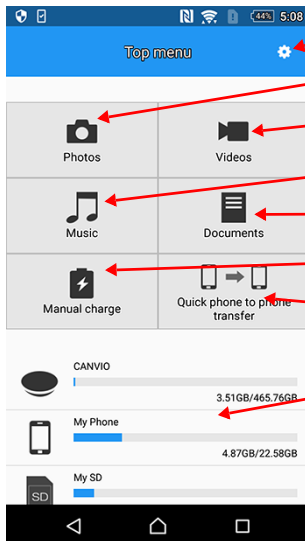 44% 5:08
Top menu
Photos
Videos
Music
Documents
Manual charge
Quick phone to phone
transfer
CANVIO
3.51GB/465.76GB
My Phone
4.87GB/22.58GB
My SD
SD